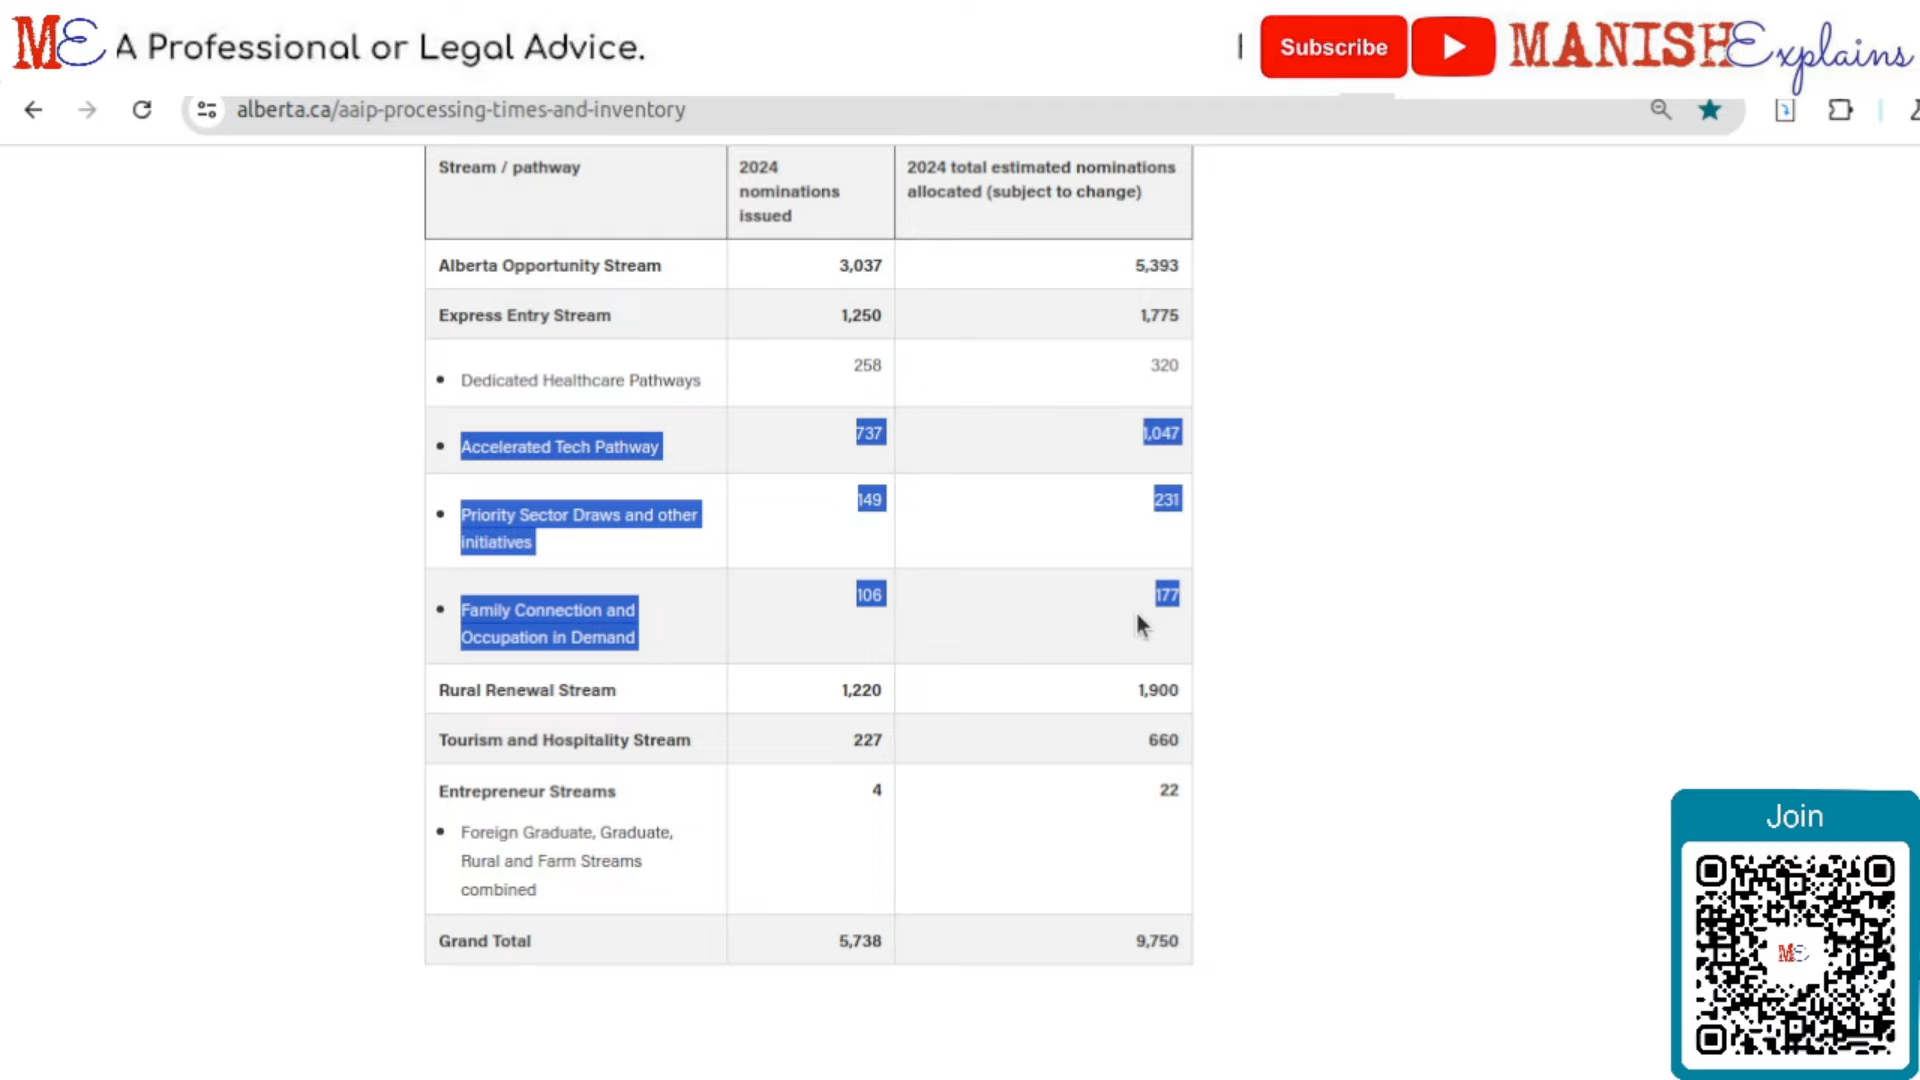 ME A Professional or Legal Advice.
Subscribe
MANISH Explains
alberta.ca/aaip-processing-times-and-inventory
Stream / pathway
2024
nominations
issued
2024 total estimated nominations
allocated (subject to change)
Alberta Opportunity Stream 3,037 5,393
Express Entry Stream 1,250 1,775
• Dedicated Healthcare Pathways 258 320
• Accelerated Tech Pathway 737 1,047
• Priority Sector Draws and other 149 231
initiatives
• Family Connection and 106 177
Occupation in Demand
Rural Renewal Stream 1,220 1,900
Tourism and Hospitality Stream 227 660
Entrepreneur Streams 4 22
• Foreign Graduate, Graduate,
Rural and Farm Streams
combined
Grand Total 5,738 9,750
Join
ME